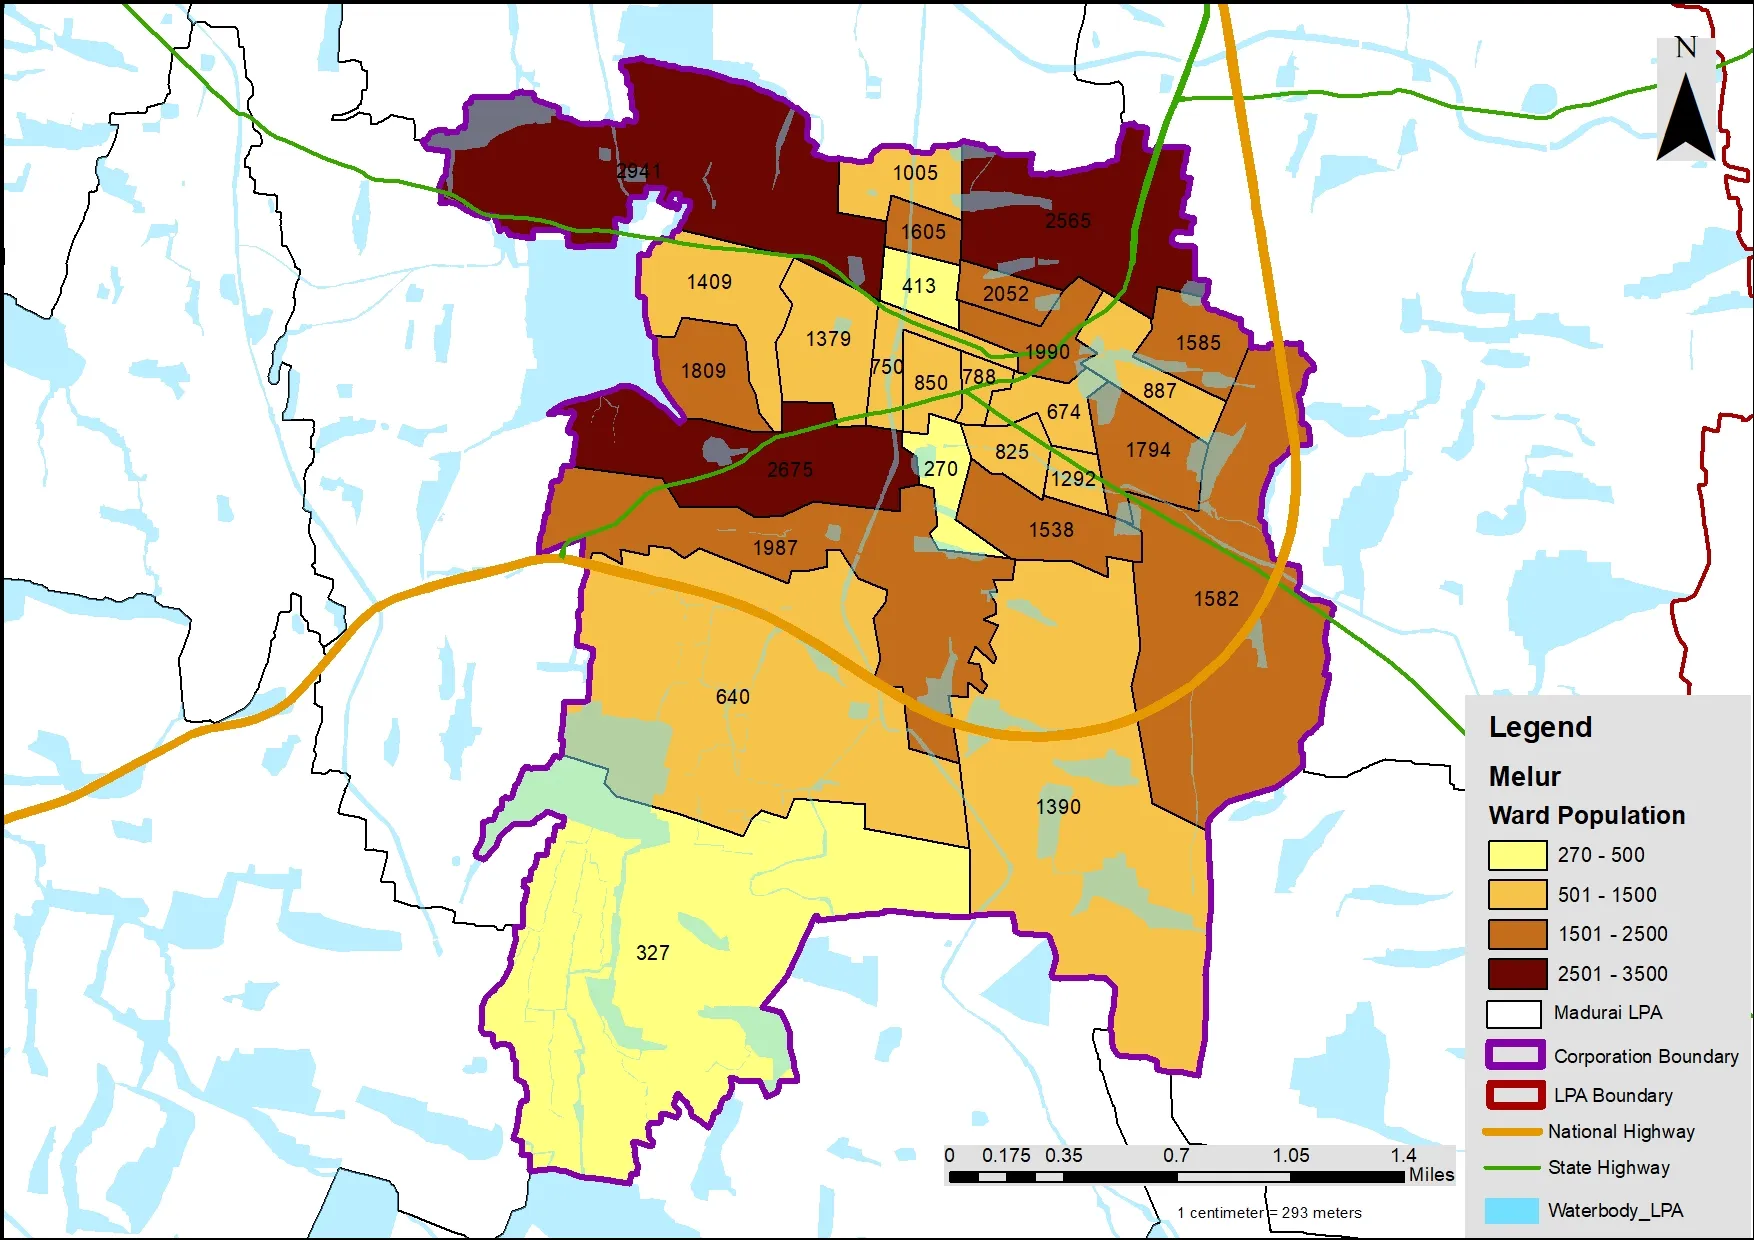 N
2941
1005
2565
1605
1409
413
2052
1379
1990
1585
1809
750
850
788
887
674
825
1794
2675
270
1292
1538
1987
1582
640
1390
327
Legend
Melur
Ward Population
270 - 500
501 - 1500
1501 - 2500
2501 - 3500
Madurai LPA
Corporation Boundary
LPA Boundary
National Highway
State Highway
Waterbody_LPA
0 0.175 0.35 0.7 1.05 1.4
Miles
1 centimeter = 293 meters